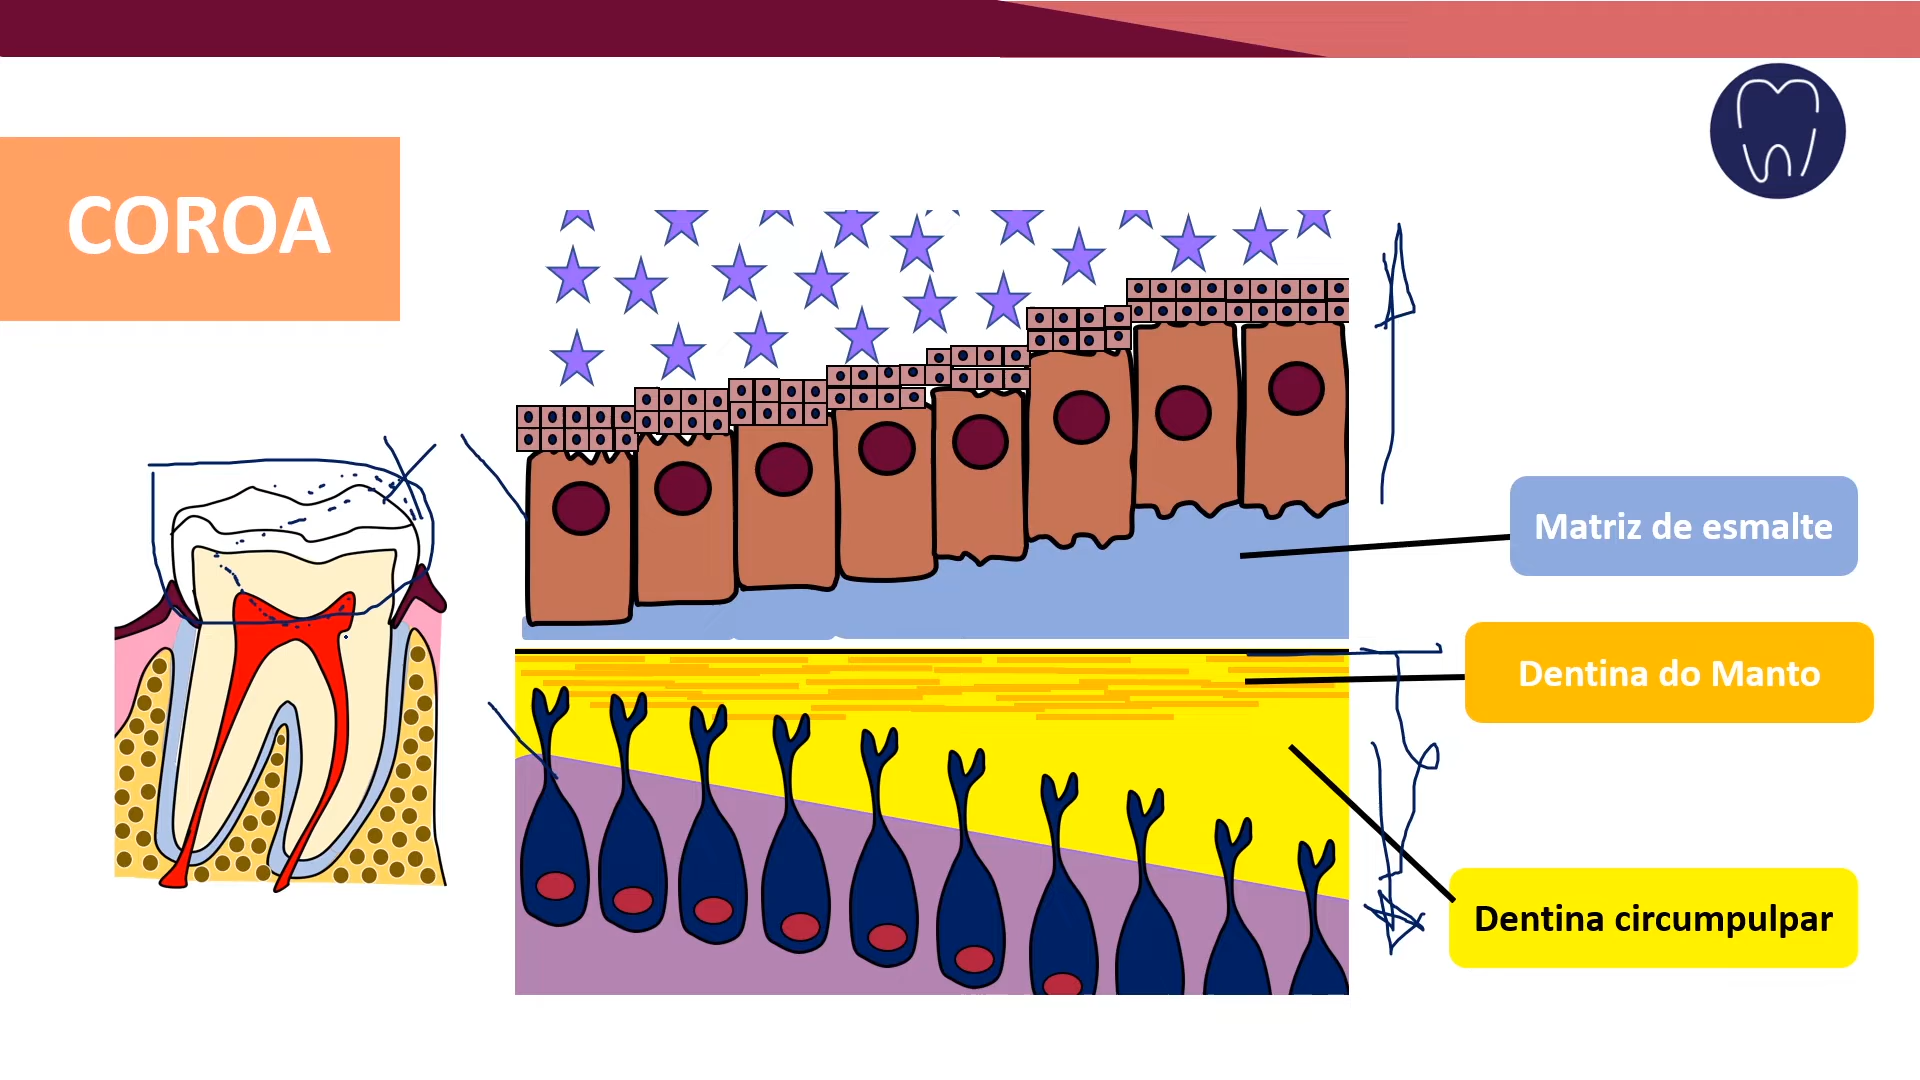 COROA
Matriz de esmalte
Dentina do Manto
Dentina circumpulpar